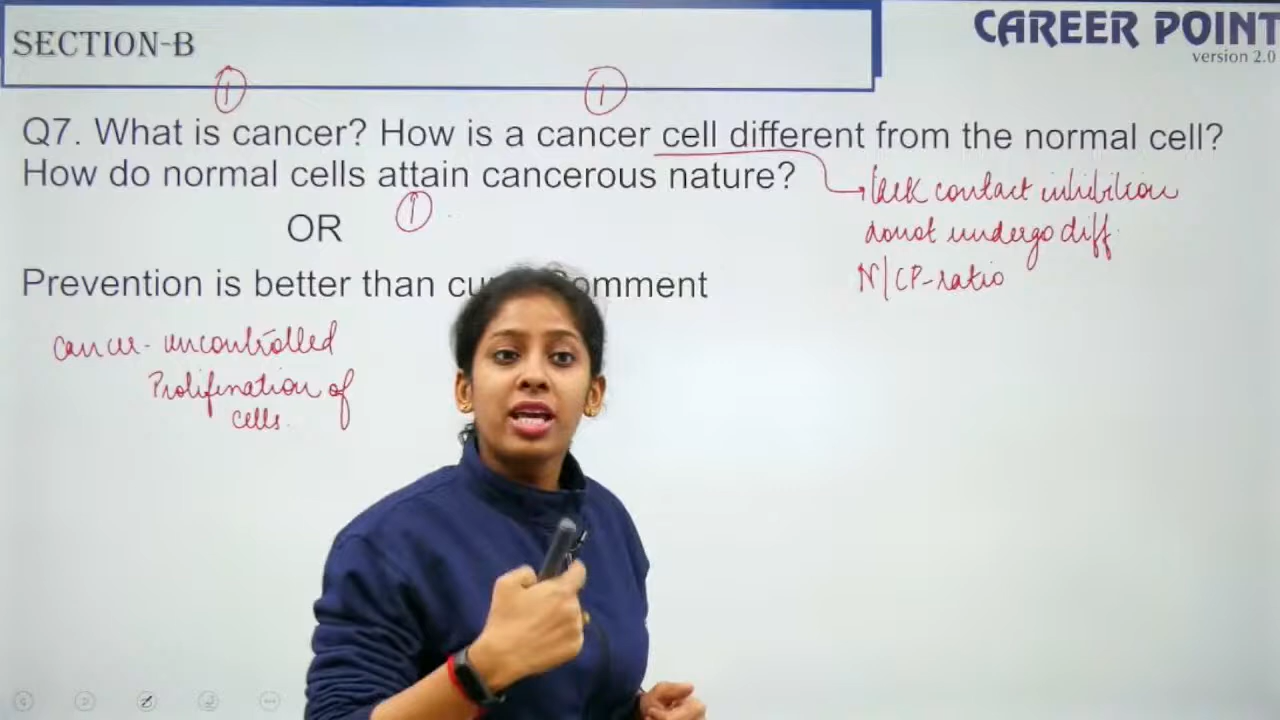 SECTION-B
CAREER POINT
version 2.0
1
1
Q7. What is cancer? How is a cancer cell different from the normal cell?
How do normal cells attain cancerous nature?
1
lack contact inhibition
donot undergo diff
N/CP-ratio
OR
Prevention is better than cu omment
cancer- uncontrolled
Proliferation of
cells.